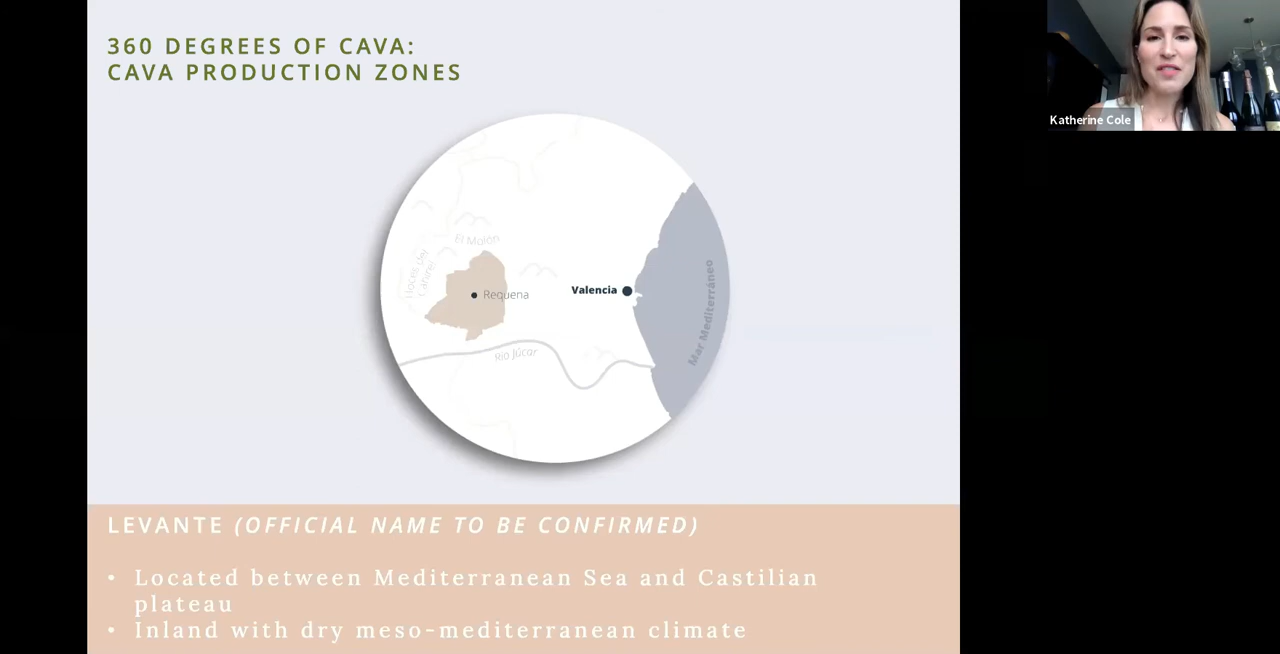 360 DEGREES OF CAVA:
CAVA PRODUCTION ZONES
Katherine Cole
El Molón
Requena
Valencia
Mar Mediterráneo
Río Júcar
LEVANTE (OFFICIAL NAME TO BE CONFIRMED)
• Located between Mediterranean Sea and Castilian
plateau
• Inland with dry meso-mediterranean climate